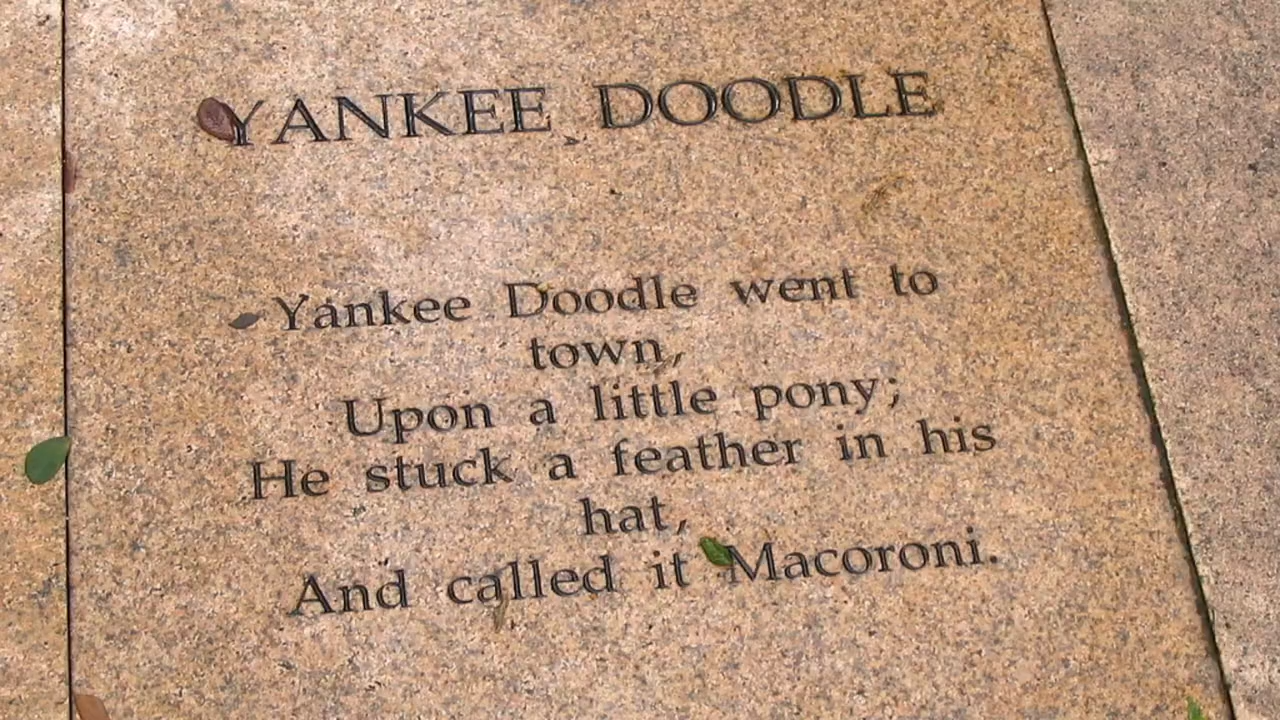 YANKEE DOODLE
Yankee Doodle went to
town,
Upon a little pony;
He stuck a feather in his
hat,
And called it Macoroni.